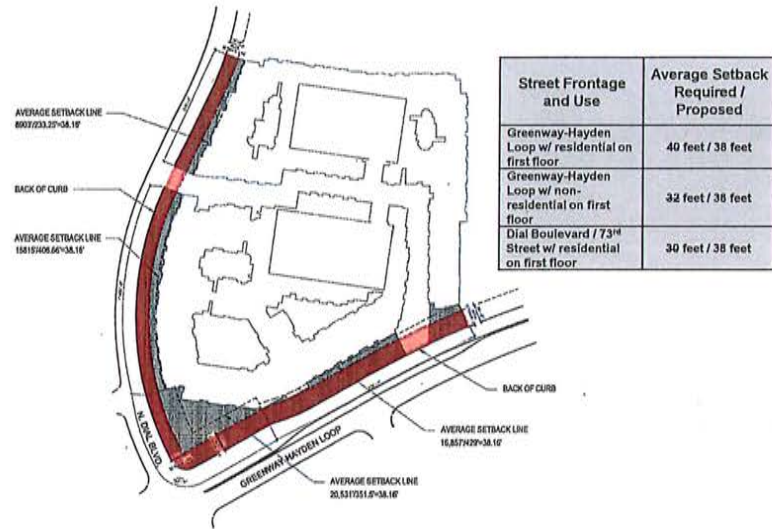 AVERAGE SETBACK LINE
8903'/233.25'=38.16'
BACK OF CURB
AVERAGE SETBACK LINE
15815'/406.66'=38.16'
N. DIAL BLVD.
GREENWAY-HAYDEN LOOP
BACK OF CURB
AVERAGE SETBACK LINE
16,857'/429'=38.16'
AVERAGE SETBACK LINE
20,531'/351.5'=38.16'
Street Frontage and Use
Average Setback Required / Proposed
Greenway-Hayden Loop w/ residential on first floor
40 feet / 38 feet
Greenway-Hayden Loop w/ non-residential on first floor
32 feet / 38 feet
Dial Boulevard / 73rd Street w/ residential on first floor
30 feet / 38 feet